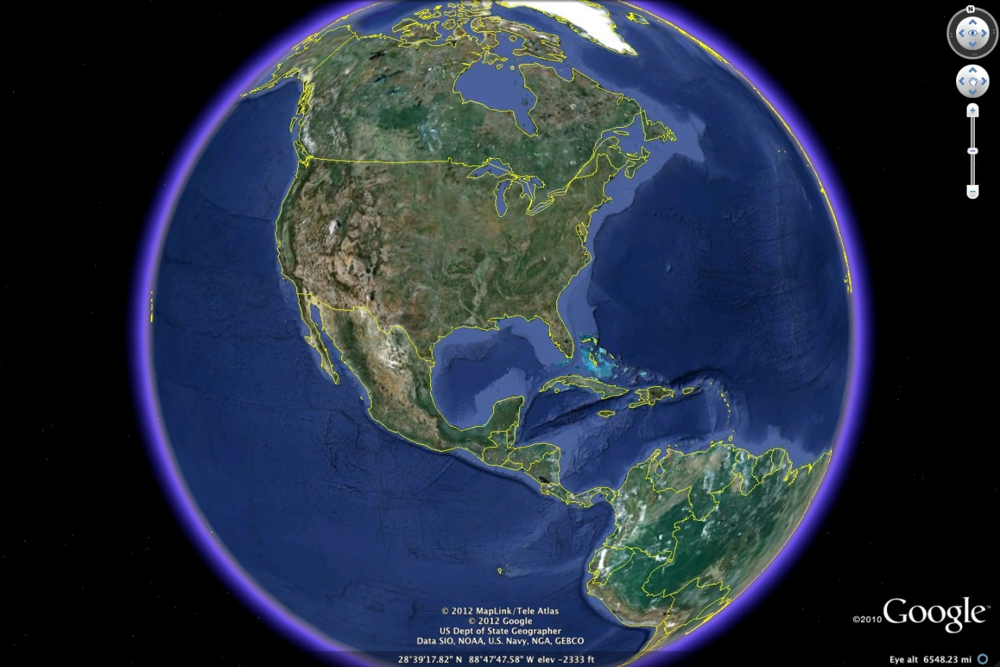 N
© 2012 MapLink/Tele Atlas
© 2012 Google
US Dept of State Geographer
Data SIO, NOAA, U.S. Navy, NGA, GEBCO
©2010 Google™
28°39'17.82" N 88°47'47.58" W elev -2333 ft
Eye alt 6548.23 mi